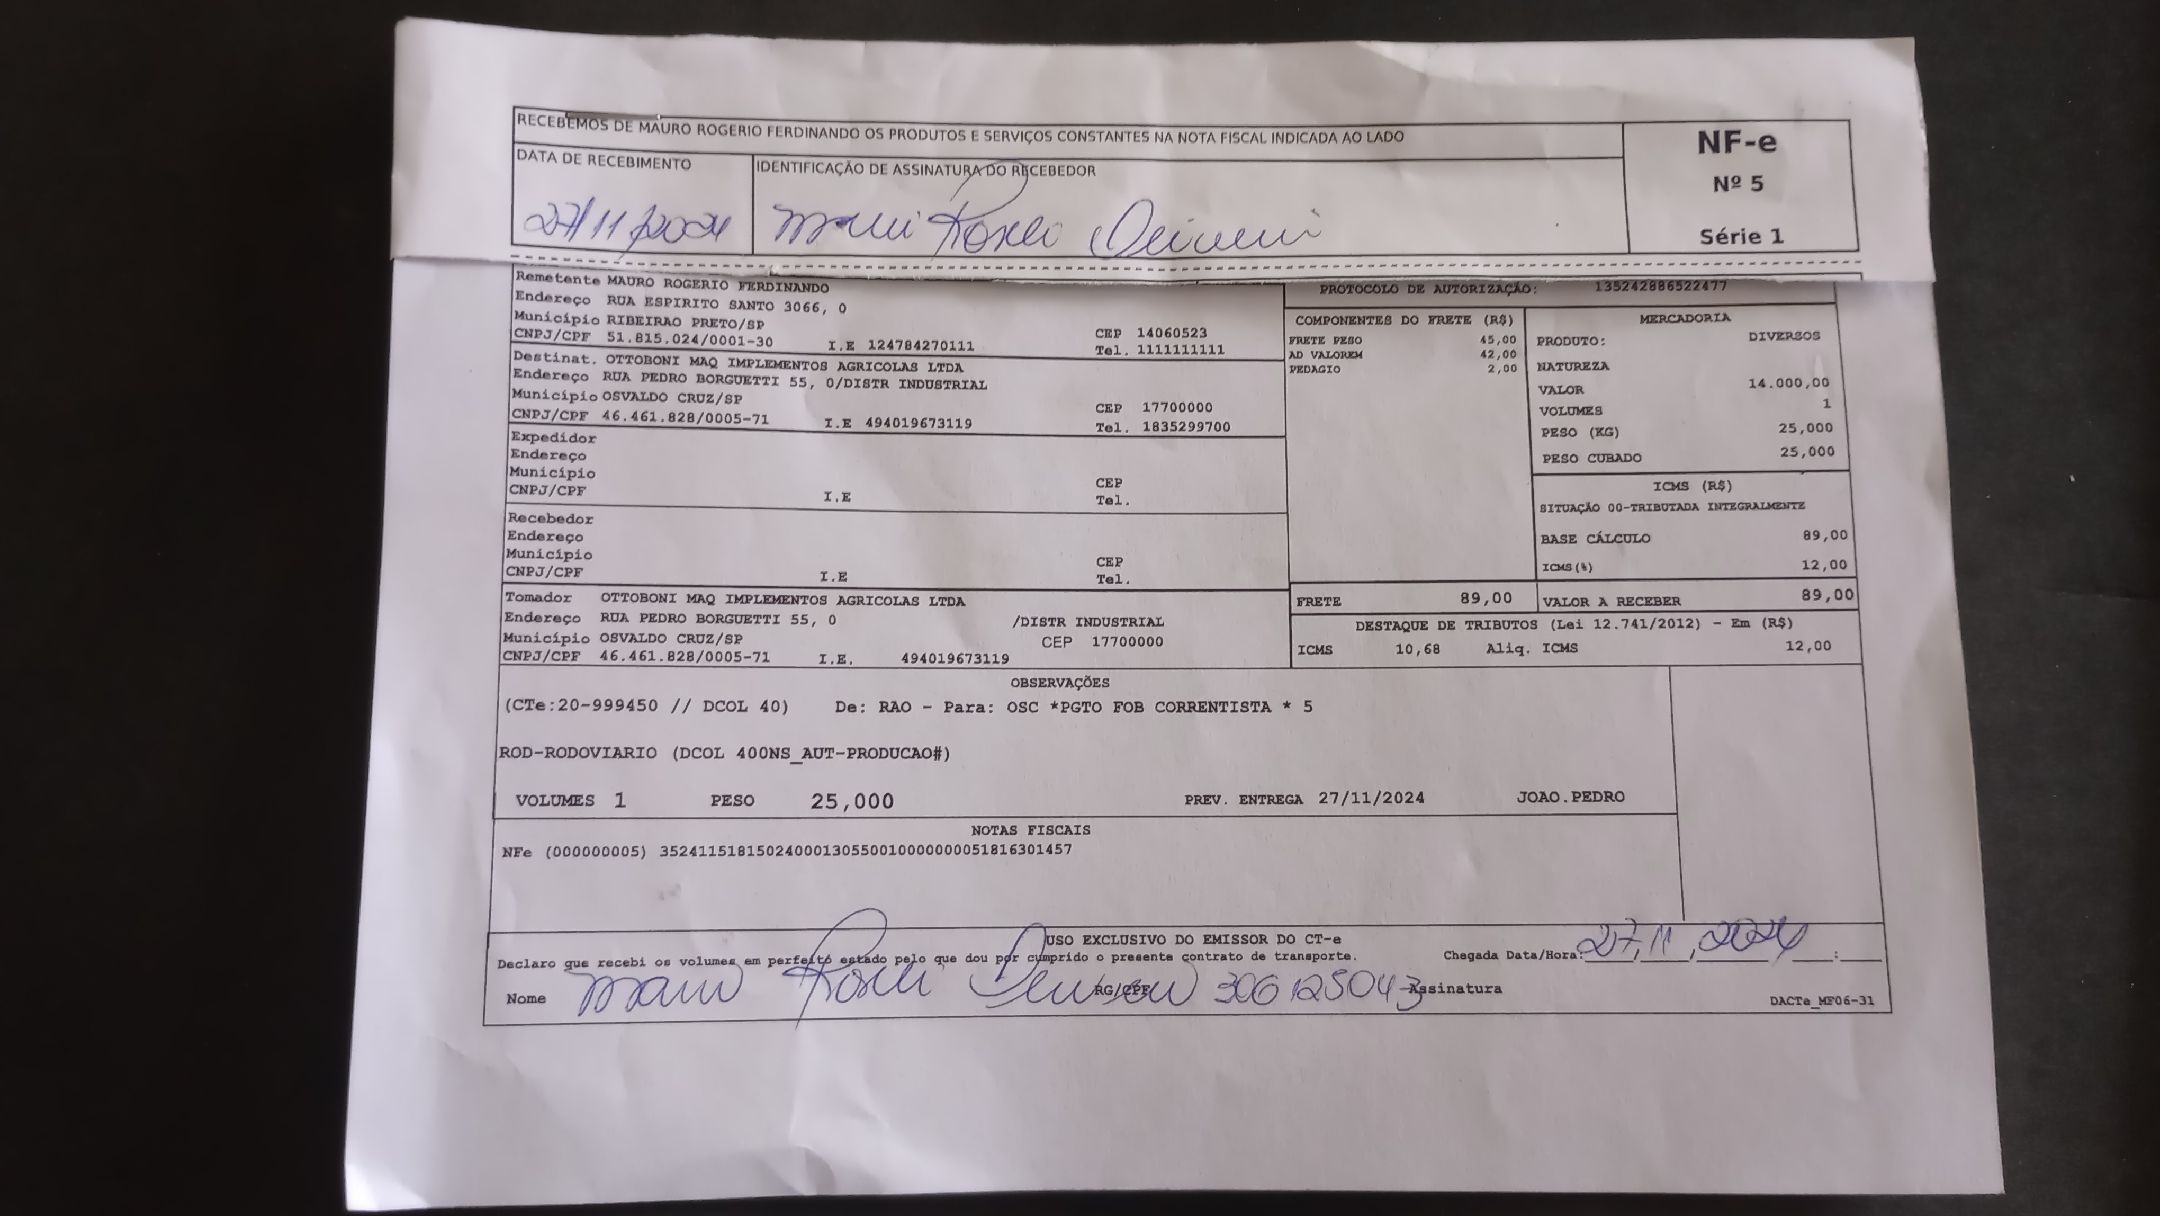 RECEBEMOS DE MAURO ROGERIO FERDINANDO OS PRODUTOS E SERVIÇOS CONSTANTES NA NOTA FISCAL INDICADA AO LADO
NF-e
Nº 5
Série 1
DATA DE RECEBIMENTO
IDENTIFICAÇÃO DE ASSINATURA DO RECEBEDOR
27/11/2024
Remetente MAURO ROGERIO FERDINANDO
Endereço RUA ESPIRITO SANTO 3066, 0
Município RIBEIRAO PRETO/SP
CEP 14060523
CNPJ/CPF 51.815.024/0001-30 I.E 124784270111 Tel. 1111111111
Destinat. OTTOBONI MAQ IMPLEMENTOS AGRICOLAS LTDA
Endereço RUA PEDRO BORGUETTI 55, 0/DISTR INDUSTRIAL
Município OSVALDO CRUZ/SP CEP 17700000
CNPJ/CPF 46.461.828/0005-71 I.E 494019673119 Tel. 1835299700
Expedidor
Endereço
Município CEP
CNPJ/CPF I.E Tel.
Recebedor
Endereço
Município CEP
CNPJ/CPF I.E Tel.
Tomador OTTOBONI MAQ IMPLEMENTOS AGRICOLAS LTDA
Endereço RUA PEDRO BORGUETTI 55, 0 /DISTR INDUSTRIAL
Município OSVALDO CRUZ/SP CEP 17700000
CNPJ/CPF 46.461.828/0005-71 I.E. 494019673119
PROTOCOLO DE AUTORIZAÇÃO: 135242886522477
COMPONENTES DO FRETE (R$)
FRETE PESO 45,00
AD VALOREM 42,00
PEDAGIO 2,00
MERCADORIA
PRODUTO: DIVERSOS
NATUREZA
VALOR 14.000,00
VOLUMES 1
PESO (KG) 25,000
PESO CUBADO 25,000
ICMS (R$)
SITUAÇÃO 00-TRIBUTADA INTEGRALMENTE
BASE CÁLCULO 89,00
ICMS(%) 12,00
FRETE 89,00 VALOR A RECEBER 89,00
DESTAQUE DE TRIBUTOS (Lei 12.741/2012) - Em (R$)
ICMS 10,68 Aliq. ICMS 12,00
OBSERVAÇÕES
(CTe:20-999450 // DCOL 40) De: RAO - Para: OSC *PGTO FOB CORRENTISTA * 5
ROD-RODOVIARIO (DCOL 400NS_AUT-PRODUCAO#)
VOLUMES 1 PESO 25,000 PREV. ENTREGA 27/11/2024 JOAO.PEDRO
NOTAS FISCAIS
NFe (000000005) 35241151815024000130550010000000051816301457
USO EXCLUSIVO DO EMISSOR DO CT-e
Declaro que recebi os volumes em perfeito estado pelo que dou por cumprido o presente contrato de transporte. Chegada Data/Hora: 27,11,2024 :
Nome RG/CPF 306125043 Assinatura
DACTe_MF06-31